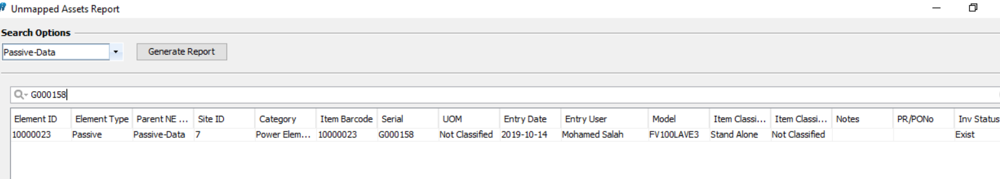 Unmapped Assets Report
Search Options
Passive-Data Generate Report
G000158
Element ID Element Type Parent NE ... Site ID Category Item Barcode Serial UOM Entry Date Entry User Model Item Classi... Item Classi... Notes PR/PONo Inv Status
10000023 Passive Passive-Data 7 Power Elem... 10000023 G000158 Not Classified 2019-10-14 Mohamed Salah FV100LAVE3 Stand Alone Not Classified Exist